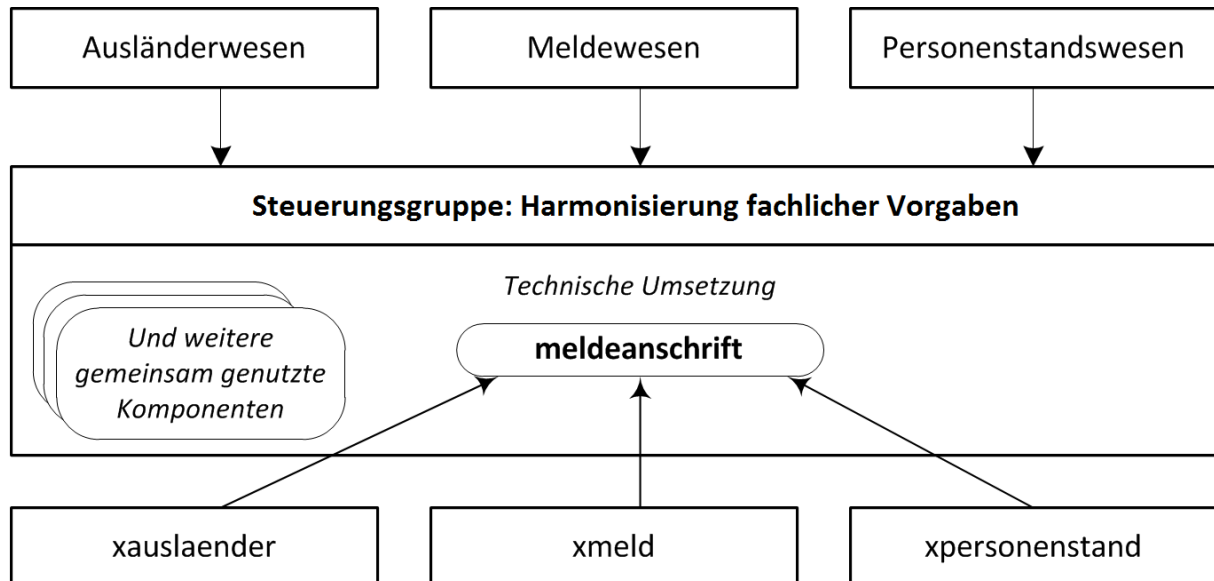 Ausländerwesen
Meldewesen
Personenstandswesen
Steuerungsgruppe: Harmonisierung fachlicher Vorgaben
Technische Umsetzung
Und weitere
gemeinsam genutzte
Komponenten
meldeanschrift
xauslaender
xmeld
xpersonenstand